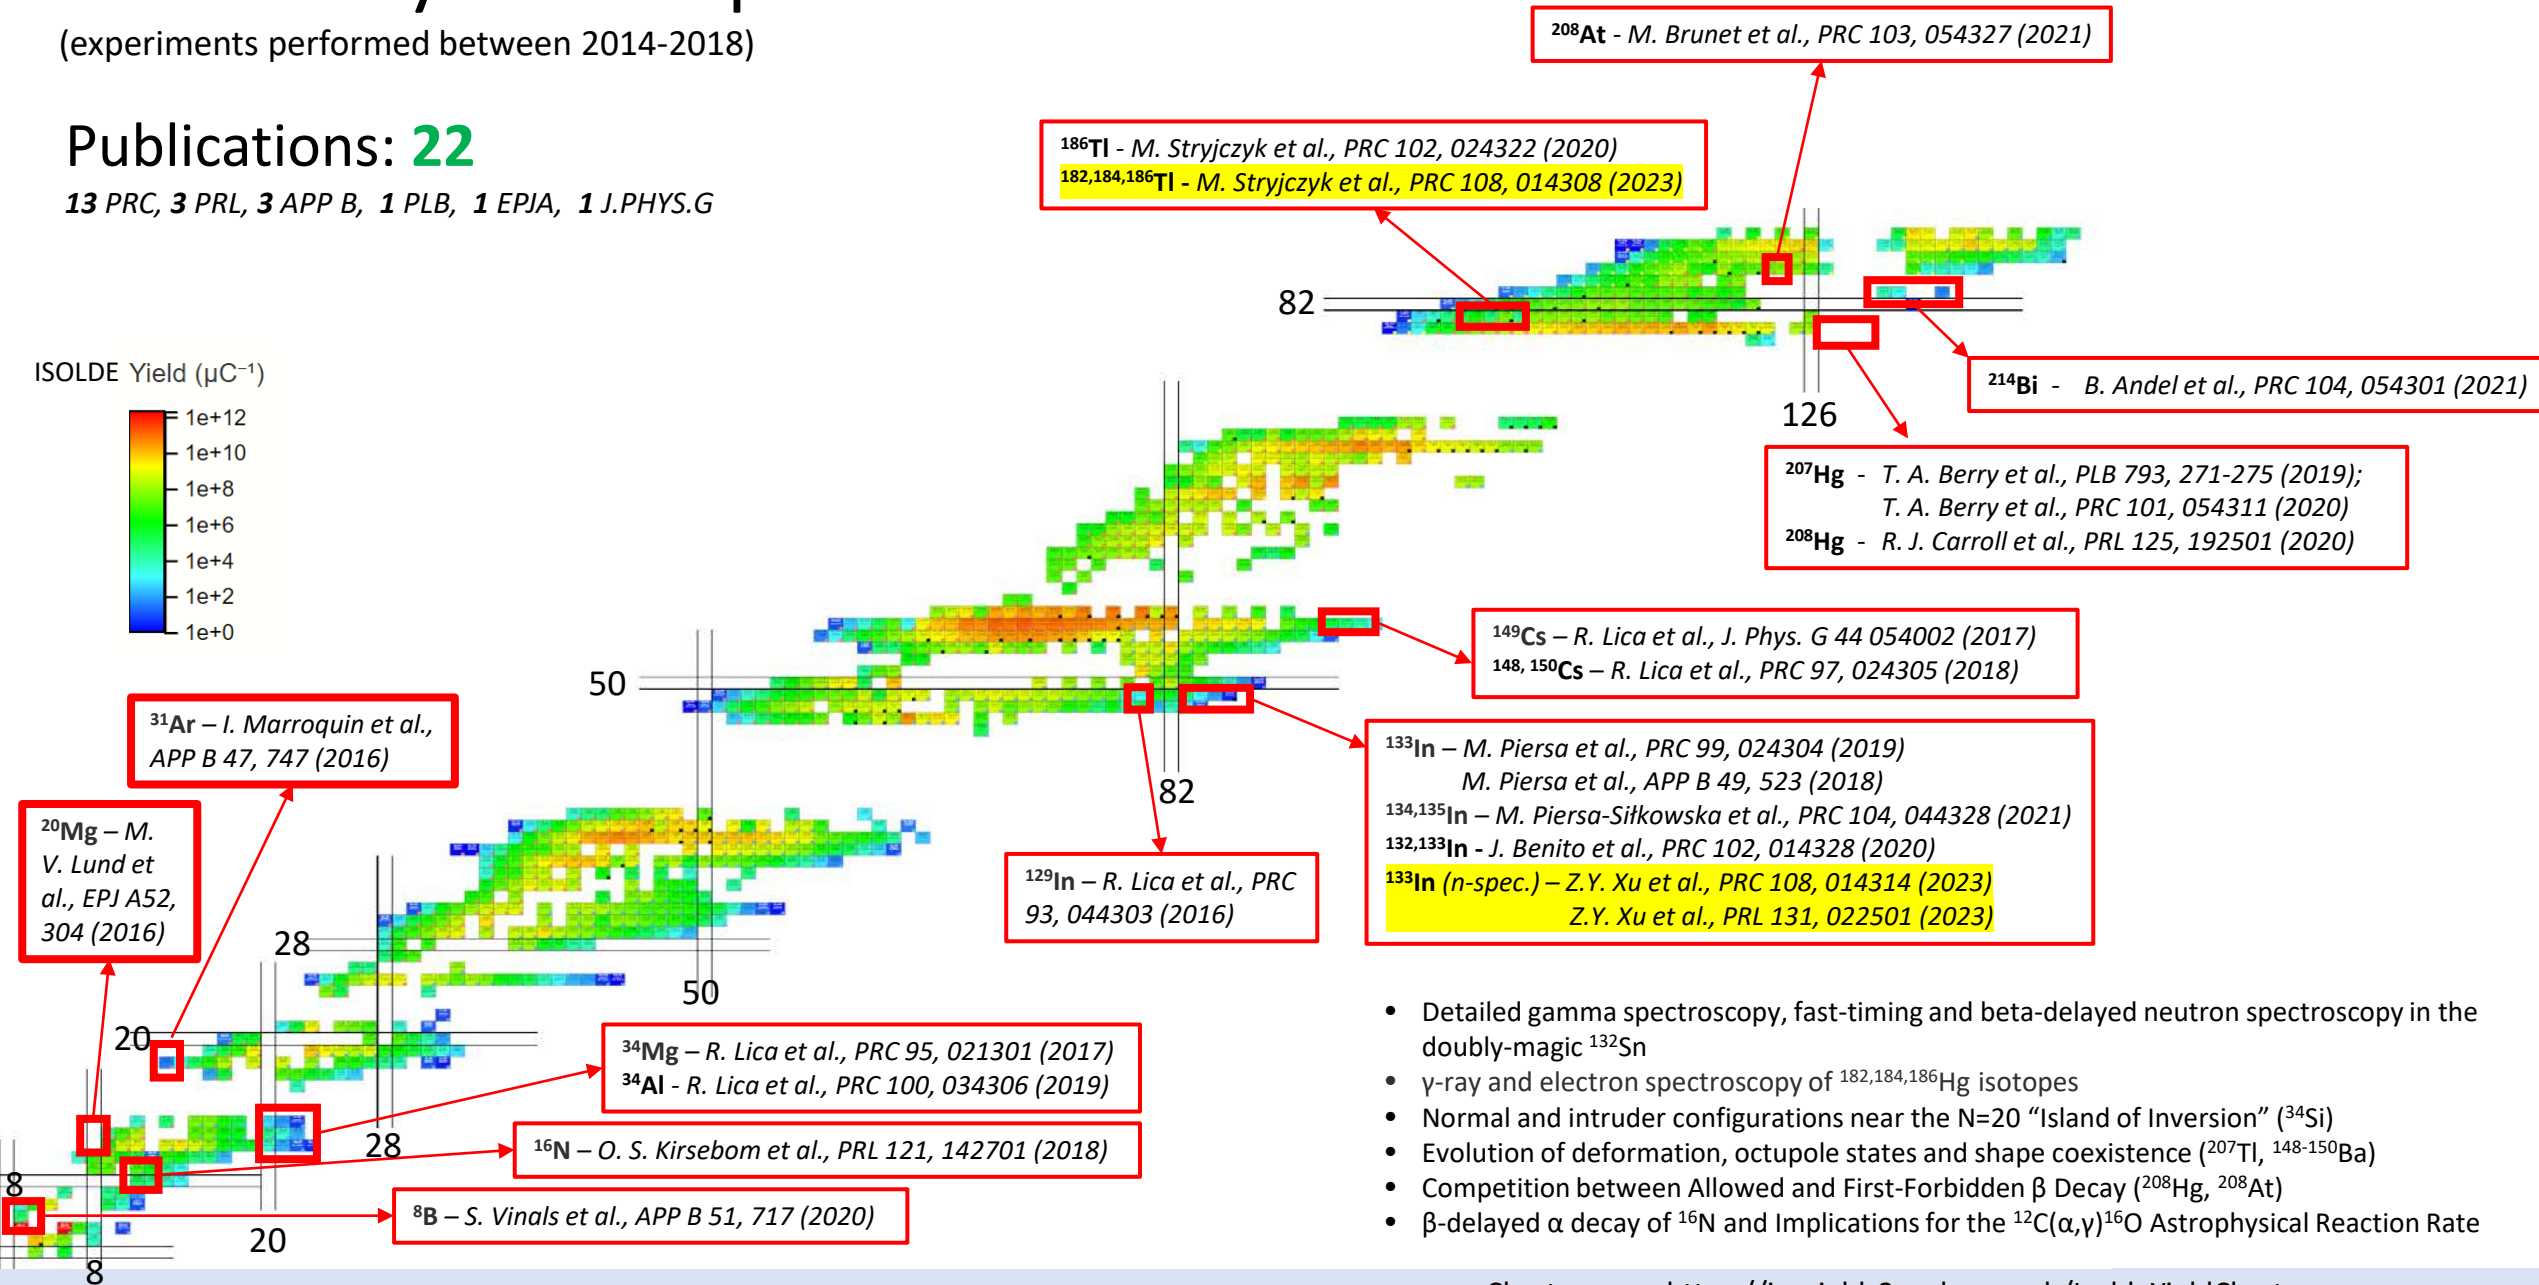 (experiments performed between 2014-2018)
Publications: 22
13 PRC, 3 PRL, 3 APP B, 1 PLB, 1 EPJA, 1 J.PHYS.G
²⁰⁸At - M. Brunet et al., PRC 103, 054327 (2021)
¹⁸⁶Tl - M. Stryjczyk et al., PRC 102, 024322 (2020)
¹⁸²,¹⁸⁴,¹⁸⁶Tl - M. Stryjczyk et al., PRC 108, 014308 (2023)
82
126
²¹⁴Bi - B. Andel et al., PRC 104, 054301 (2021)
²⁰⁷Hg - T. A. Berry et al., PLB 793, 271-275 (2019);
T. A. Berry et al., PRC 101, 054311 (2020)
²⁰⁸Hg - R. J. Carroll et al., PRL 125, 192501 (2020)
ISOLDE Yield (µC⁻¹)
1e+12
1e+10
1e+8
1e+6
1e+4
1e+2
1e+0
¹⁴⁹Cs – R. Lica et al., J. Phys. G 44 054002 (2017)
¹⁴⁸, ¹⁵⁰Cs – R. Lica et al., PRC 97, 024305 (2018)
50
82
³¹Ar – I. Marroquin et al.,
APP B 47, 747 (2016)
¹³³In – M. Piersa et al., PRC 99, 024304 (2019)
M. Piersa et al., APP B 49, 523 (2018)
¹³⁴,¹³⁵In – M. Piersa-Siłkowska et al., PRC 104, 044328 (2021)
¹³²,¹³³In - J. Benito et al., PRC 102, 014328 (2020)
¹³³In (n-spec.) – Z.Y. Xu et al., PRC 108, 014314 (2023)
Z.Y. Xu et al., PRL 131, 022501 (2023)
²⁰Mg – M.
V. Lund et
al., EPJ A52,
304 (2016)
¹²⁹In – R. Lica et al., PRC
93, 044303 (2016)
28
50
20
³⁴Mg – R. Lica et al., PRC 95, 021301 (2017)
³⁴Al - R. Lica et al., PRC 100, 034306 (2019)
28
¹⁶N – O. S. Kirsebom et al., PRL 121, 142701 (2018)
8
⁸B – S. Vinals et al., APP B 51, 717 (2020)
20
8
• Detailed gamma spectroscopy, fast-timing and beta-delayed neutron spectroscopy in the
doubly-magic ¹³²Sn
• γ-ray and electron spectroscopy of ¹⁸²,¹⁸⁴,¹⁸⁶Hg isotopes
• Normal and intruder configurations near the N=20 “Island of Inversion” (³⁴Si)
• Evolution of deformation, octupole states and shape coexistence (²⁰⁷Tl, ¹⁴⁸⁻¹⁵⁰Ba)
• Competition between Allowed and First-Forbidden β Decay (²⁰⁸Hg, ²⁰⁸At)
• β-delayed α decay of ¹⁶N and Implications for the ¹²C(α,γ)¹⁶O Astrophysical Reaction Rate